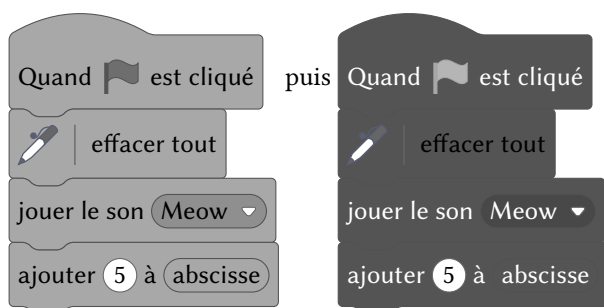 Quand est cliqué puis Quand est cliqué
effacer tout effacer tout
jouer le son Meow jouer le son Meow
ajouter 5 à abscisse ajouter 5 à abscisse